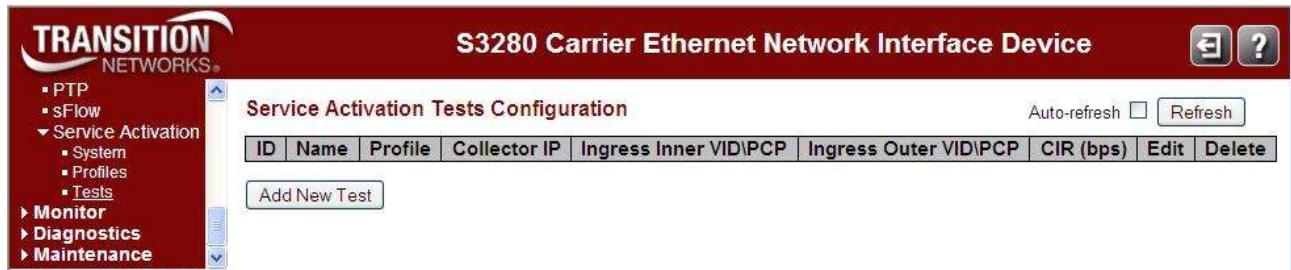 TRANSITION
NETWORKS®
S3280 Carrier Ethernet Network Interface Device
?
PTP
sFlow
Service Activation
System
Profiles
Tests
Monitor
Diagnostics
Maintenance
Service Activation Tests Configuration
Auto-refresh
Refresh
ID Name Profile Collector IP Ingress Inner VID\PCP Ingress Outer VID\PCP CIR (bps) Edit Delete
Add New Test